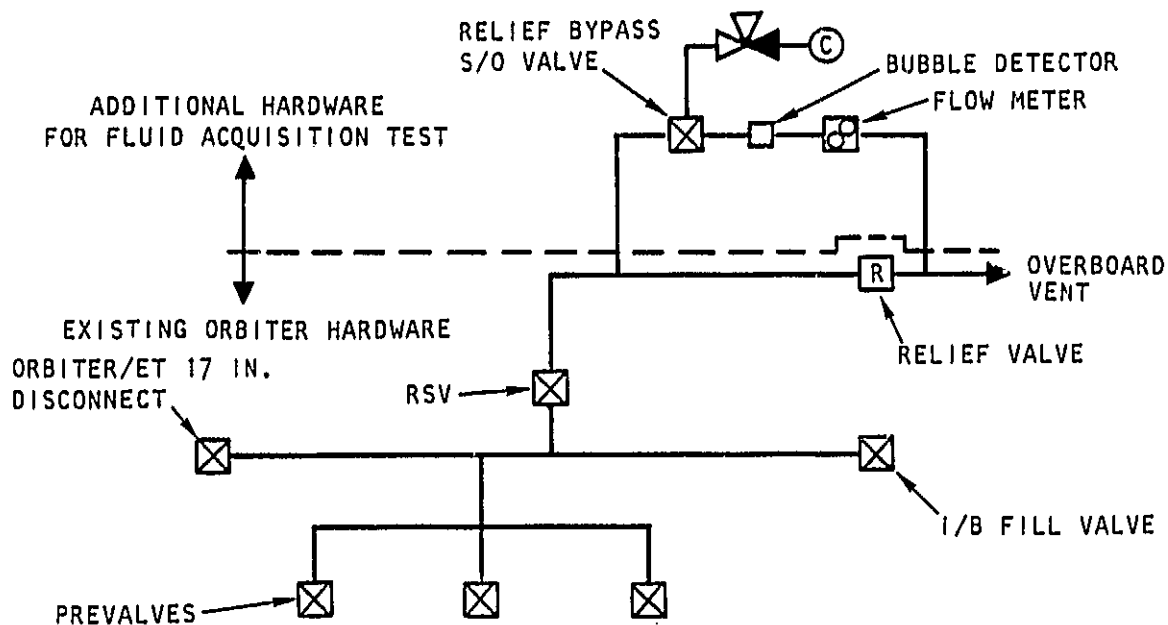 RELIEF BYPASS
S/O VALVE
C
BUBBLE DETECTOR
FLOW METER
ADDITIONAL HARDWARE
FOR FLUID ACQUISITION TEST
R
OVERBOARD
VENT
EXISTING ORBITER HARDWARE
RELIEF VALVE
ORBITER/ET 17 IN.
DISCONNECT
RSV
I/B FILL VALVE
PREVALVES